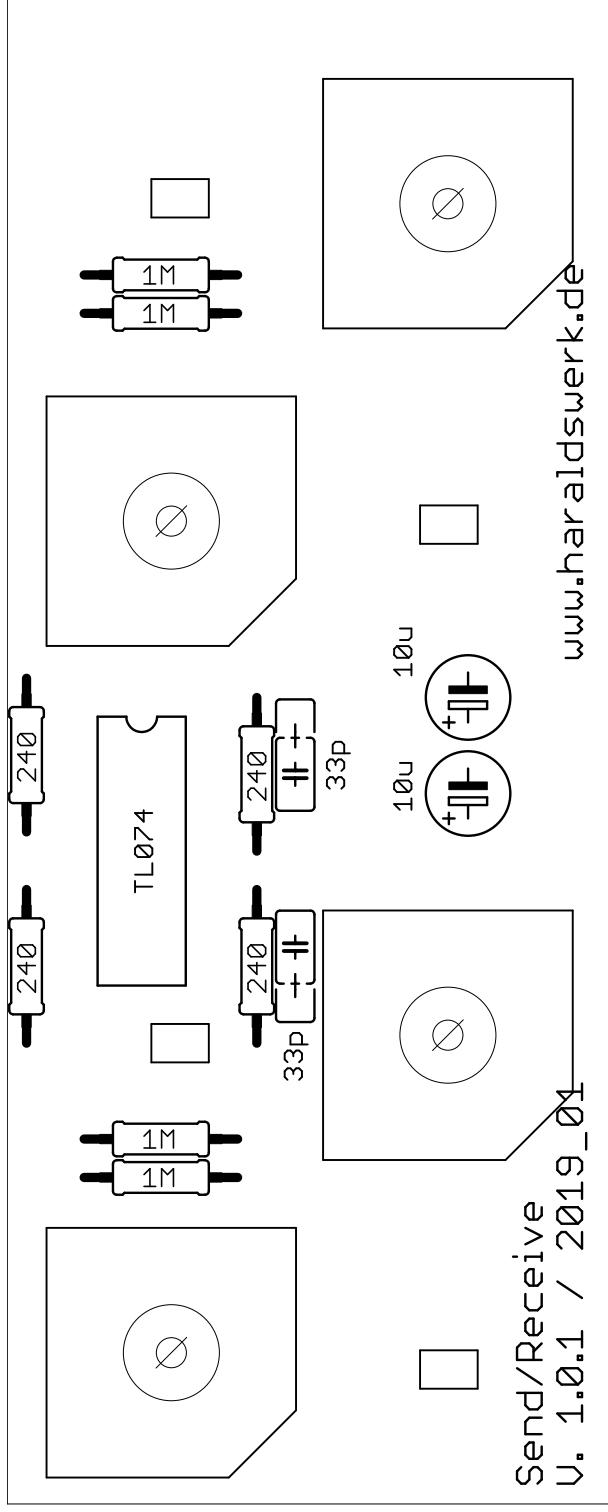 1M
1M
240
TL074
240
33p
10u
10u
240
240
33p
1M
1M
www.haraldswerk.de
Send/Receive
V. 1.0.1 / 2019_01